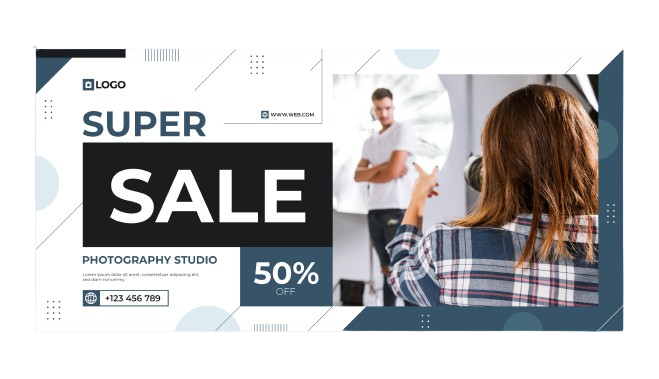 LOGO
WWW.WEB.COM
SUPER
SALE
PHOTOGRAPHY STUDIO
Lorem ipsum dolor sit amet, consectetuer adipiscing elit,
sed diam nonummy.
+123 456 789
50%
OFF